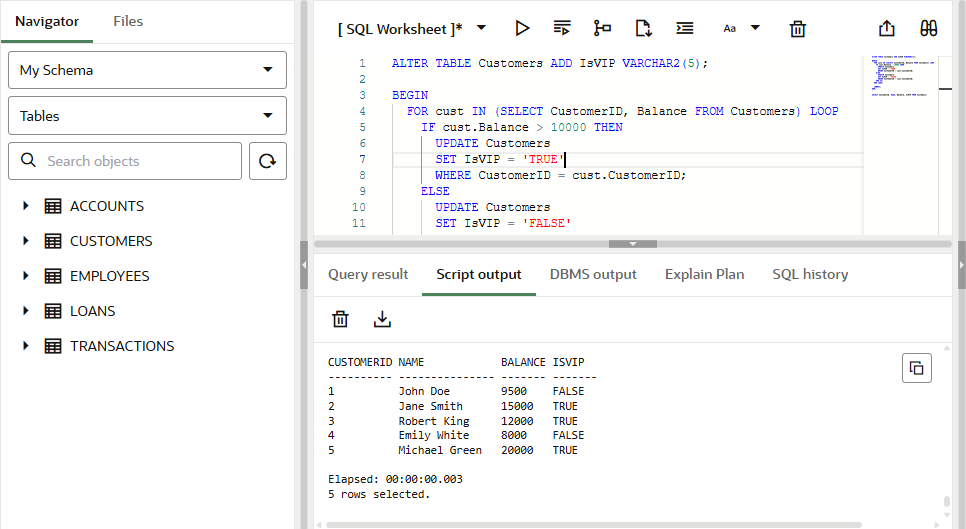 Navigator Files
My Schema
Tables
Search objects
ACCOUNTS
CUSTOMERS
EMPLOYEES
LOANS
TRANSACTIONS
[ SQL Worksheet ]*
Aa
1 ALTER TABLE Customers ADD IsVIP VARCHAR2(5);
2
3 BEGIN
4 FOR cust IN (SELECT CustomerID, Balance FROM Customers) LOOP
5 IF cust.Balance > 10000 THEN
6 UPDATE Customers
7 SET IsVIP = 'TRUE'
8 WHERE CustomerID = cust.CustomerID;
9 ELSE
10 UPDATE Customers
11 SET IsVIP = 'FALSE'
Query result Script output DBMS output Explain Plan SQL history
CUSTOMERID NAME BALANCE ISVIP
---------- --------------- ------- -------
1 John Doe 9500 FALSE
2 Jane Smith 15000 TRUE
3 Robert King 12000 TRUE
4 Emily White 8000 FALSE
5 Michael Green 20000 TRUE
Elapsed: 00:00:00.003
5 rows selected.